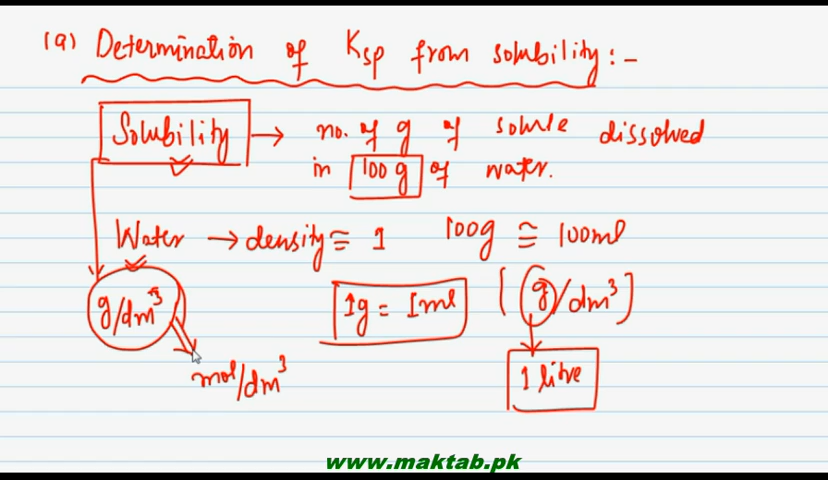 (a) Determination of Ksp from solubility :-
Solubility → no. of g of solute dissolved
in 100 g of water.
Water → density ≅ 1 100g ≅ 100ml
g/dm³ 1g = 1ml (g/dm³)
mol/dm³ 1 litre
www.maktab.pk